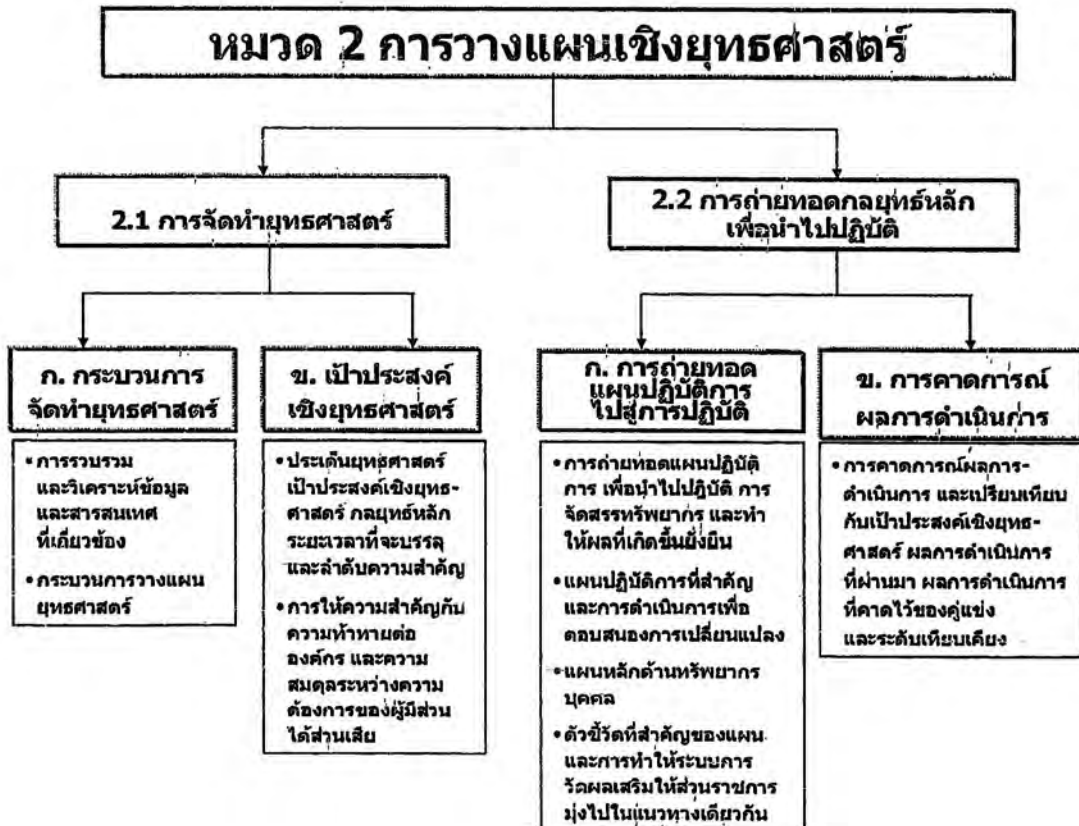 หมวด 2 การวางแผนเชิงยุทธศาสตร์
2.1 การจัดทำยุทธศาสตร์
2.2 การถ่ายทอดกลยุทธ์หลัก
เพื่อนำไปปฏิบัติ
ก. กระบวนการ
จัดทำยุทธศาสตร์
• การรวบรวม
และวิเคราะห์ข้อมูล
และสารสนเทศ
ที่เกี่ยวข้อง
• กระบวนการวางแผน
ยุทธศาสตร์
ข. เป้าประสงค์
เชิงยุทธศาสตร์
• ประเด็นยุทธศาสตร์
เป้าประสงค์เชิงยุทธ-
ศาสตร์ กลยุทธ์หลัก
ระยะเวลาที่จะบรรลุ
และลำดับความสำคัญ
• การให้ความสำคัญกับ
ความท้าทายต่อ
องค์กร และความ
สมดุลระหว่างความ
ต้องการของผู้มีส่วน
ได้ส่วนเสีย
ก. การถ่ายทอด
แผนปฏิบัติการ
ไปสู่การปฏิบัติ
• การถ่ายทอดแผนปฏิบัติ
การ เพื่อนำไปปฏิบัติ การ
จัดสรรทรัพยากร และทำ
ให้ผลที่เกิดขึ้นยั่งยืน
• แผนปฏิบัติการที่สำคัญ
และการดำเนินการเพื่อ
ตอบสนองการเปลี่ยนแปลง
• แผนหลักด้านทรัพยากร
บุคคล
• ตัวชี้วัดที่สำคัญของแผน
และการทำให้ระบบการ
วัดผลเสริมให้ส่วนราชการ
มุ่งไปในแนวทางเดียวกัน
ข. การคาดการณ์
ผลการดำเนินการ
• การคาดการณ์ผลการ-
ดำเนินการ และเปรียบเทียบ
กับเป้าประสงค์เชิงยุทธ-
ศาสตร์ ผลการดำเนินการ
ที่ผ่านมา ผลการดำเนินการ
ที่คาดไว้ของคู่แข่ง
และระดับเทียบเคียง